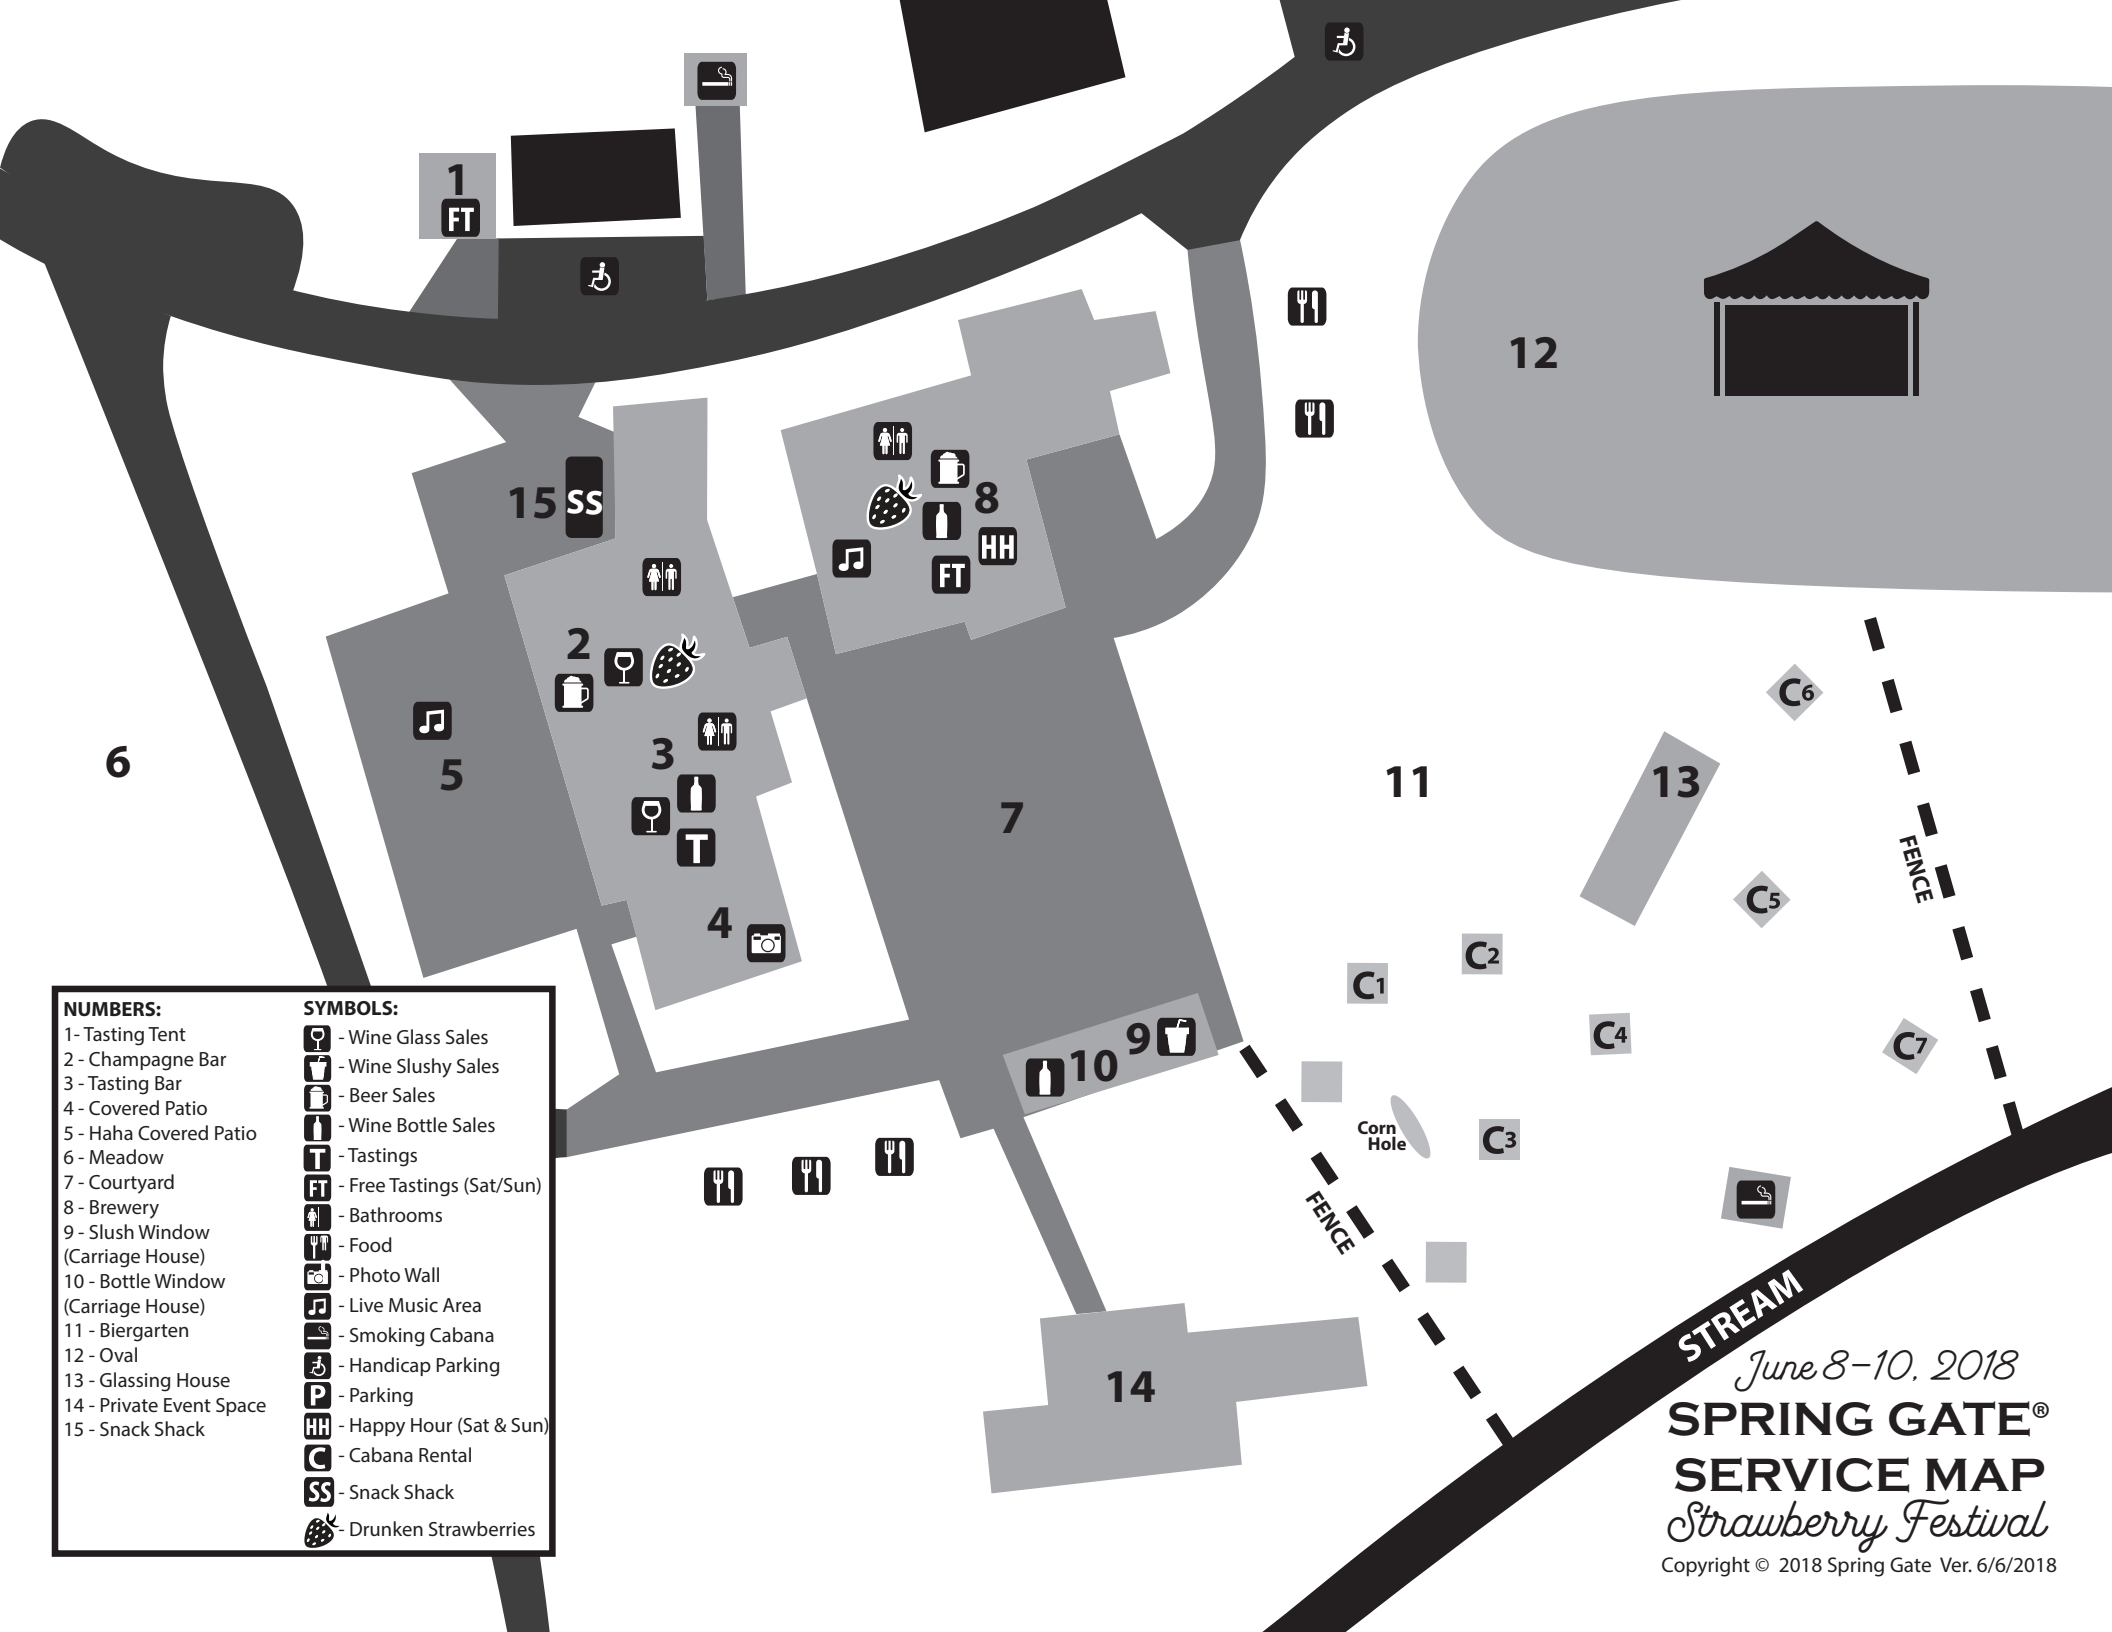 1
FT
12
15 SS
8
HH
FT
2
3
T
4
5
6
7
11
13
C6
C5
C2
C1
C4
C7
C3
9
10
FENCE
Corn
Hole
FENCE
14
STREAM
NUMBERS:
1- Tasting Tent
2 - Champagne Bar
3 - Tasting Bar
4 - Covered Patio
5 - Haha Covered Patio
6 - Meadow
7 - Courtyard
8 - Brewery
9 - Slush Window
(Carriage House)
10 - Bottle Window
(Carriage House)
11 - Biergarten
12 - Oval
13 - Glassing House
14 - Private Event Space
15 - Snack Shack
SYMBOLS:
- Wine Glass Sales
- Wine Slushy Sales
- Beer Sales
- Wine Bottle Sales
T - Tastings
FT - Free Tastings (Sat/Sun)
- Bathrooms
- Food
- Photo Wall
- Live Music Area
- Smoking Cabana
- Handicap Parking
P - Parking
HH - Happy Hour (Sat & Sun)
C - Cabana Rental
SS - Snack Shack
- Drunken Strawberries
June 8-10, 2018
SPRING GATE®
SERVICE MAP
Strawberry Festival
Copyright © 2018 Spring Gate Ver. 6/6/2018